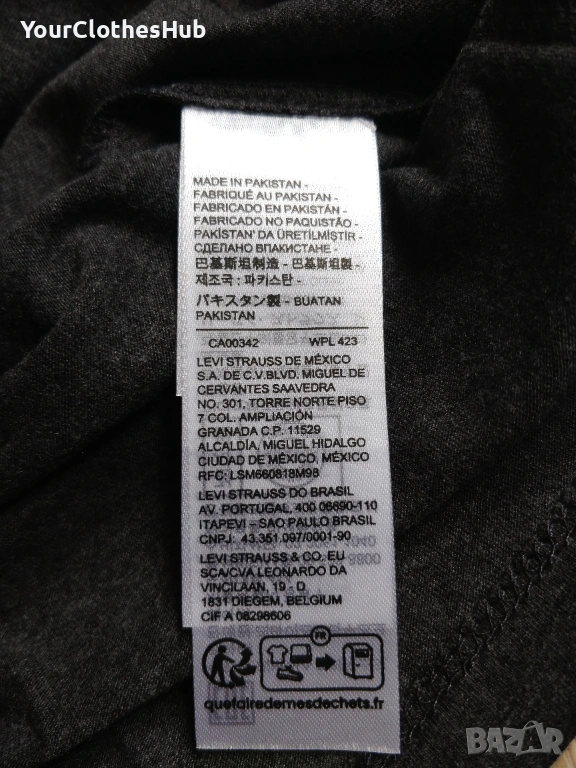 YourClothesHub
MADE IN PAKISTAN -
FABRIQUÉ AU PAKISTAN -
FABRICADO EN PAKISTÁN -
FABRICADO NO PAQUISTÃO -
PAKİSTAN' DA ÜRETİLMİŞTİR -
СДЕЛАНО ВПАКИСТАНЕ -
巴基斯坦制造 - 巴基斯坦製 -
제조국 : 파키스탄 -
パキスタン製 - BUATAN
PAKISTAN
CA00342 WPL 423
LEVI STRAUSS DE MÉXICO
S.A. DE C.V.BLVD. MIGUEL DE
CERVANTES SAAVEDRA
NO. 301, TORRE NORTE PISO
7 COL. AMPLIACIÓN
GRANADA C.P. 11529
ALCALDÍA, MIGUEL HIDALGO
CIUDAD DE MÉXICO, MÉXICO
RFC: LSM660818M98
LEVI STRAUSS DO BRASIL
AV. PORTUGAL, 400 06690-110
ITAPEVI – SAO PAULO BRASIL
CNPJ: 43.351.097/0001-90
LEVI STRAUSS & CO. EU
SCA/CVA LEONARDO DA
VINCILAAN, 19 - D
1831 DIEGEM, BELGIUM
CIF A 08298606
FR
quefairedemesdechets.fr
BAZAR